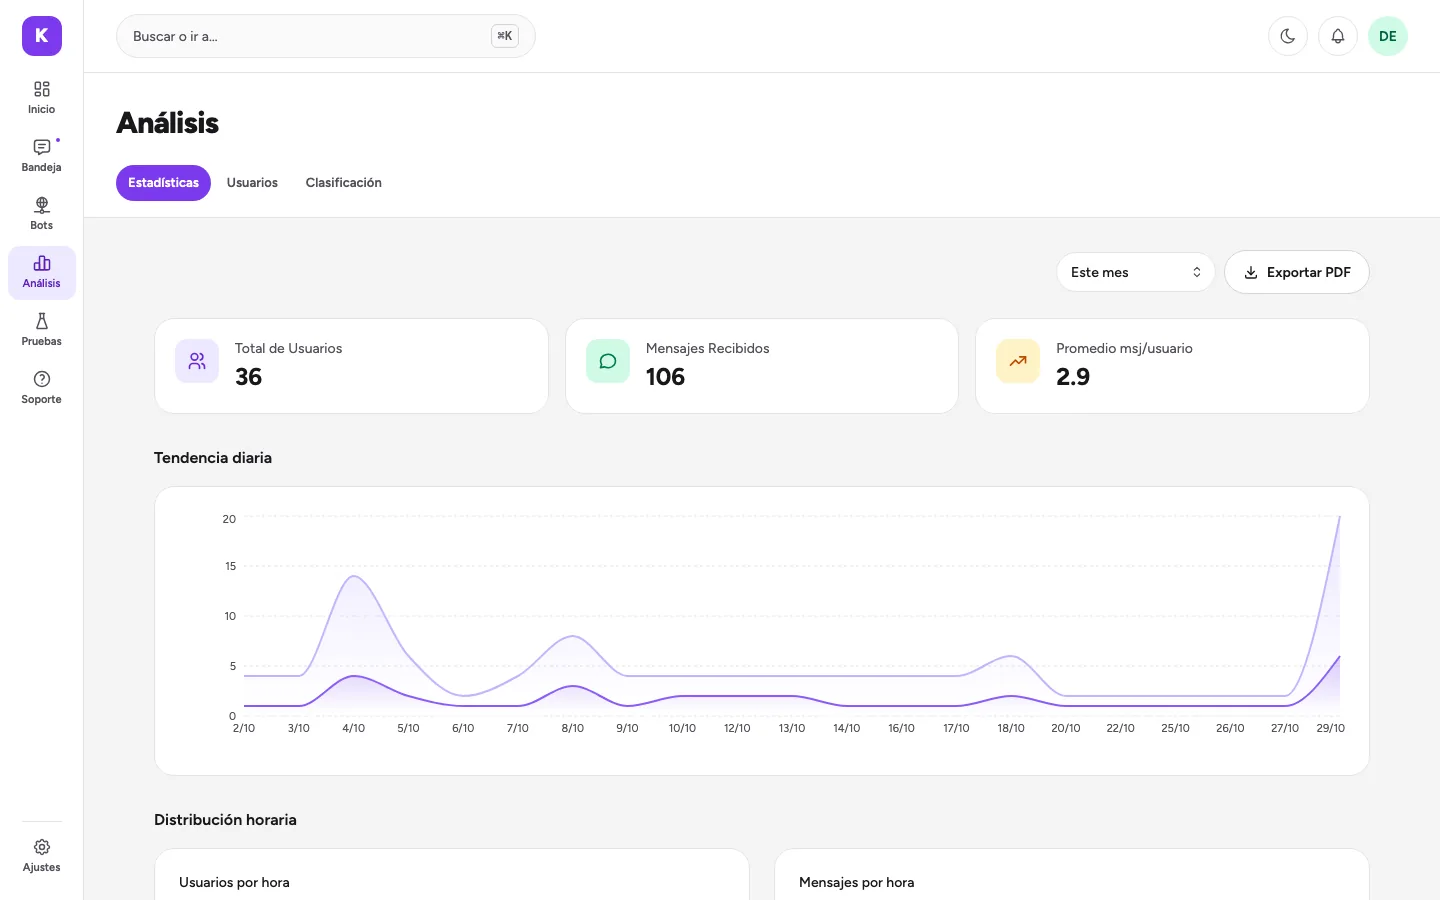 K
Buscar o ir a...
⌘K
DE
Inicio
Bandeja
Bots
Análisis
Pruebas
Soporte
Ajustes
Análisis
Estadísticas Usuarios Clasificación
Este mes
Exportar PDF
Total de Usuarios
36
Mensajes Recibidos
106
Promedio msj/usuario
2.9
Tendencia diaria
20
15
10
5
0
2/10 3/10 4/10 5/10 6/10 7/10 8/10 9/10 10/10 12/10 13/10 14/10 16/10 17/10 18/10 20/10 22/10 25/10 26/10 27/10 29/10
Distribución horaria
Usuarios por hora
Mensajes por hora